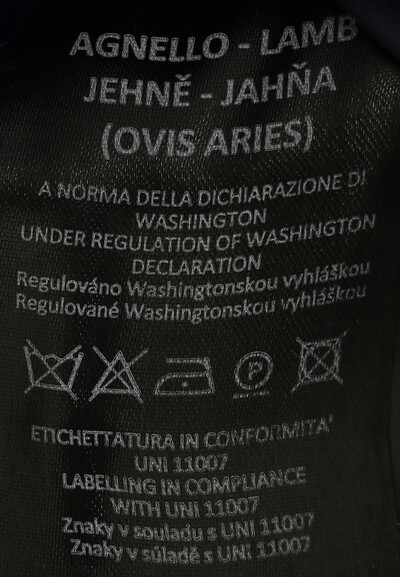 AGNELLO - LAMB
JEHNĚ - JAHŇA
(OVIS ARIES)
A NORMA DELLA DICHIARAZIONE DI
WASHINGTON
UNDER REGULATION OF WASHINGTON
DECLARATION
Regulováno Washingtonskou vyhláškou
Regulované Washingtonskou vyhláškou
P
ETICHETTATURA IN CONFORMITA'
UNI 11007
LABELLING IN COMPLIANCE
WITH UNI 11007
Znaky v souladu s UNI 11007
Znaky v súladě s UNI 11007